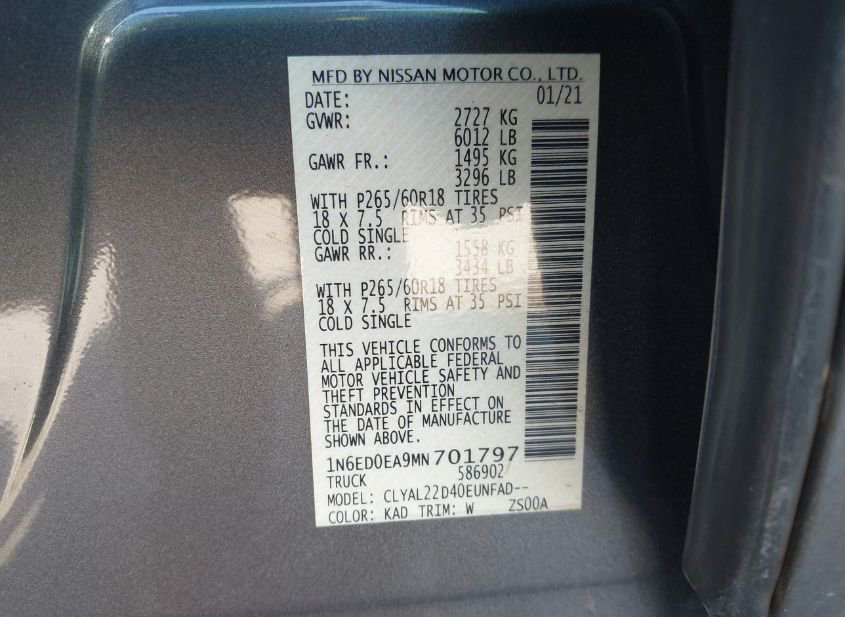 MFD BY NISSAN MOTOR CO., LTD.
DATE: 01/21
GVWR: 2727 KG
6012 LB
GAWR FR.: 1495 KG
3296 LB
WITH P265/60R18 TIRES
18 X 7.5 RIMS AT 35 PSI
COLD SINGLE
GAWR RR.: 1558 KG
3434 LB
WITH P265/60R18 TIRES
18 X 7.5 RIMS AT 35 PSI
COLD SINGLE
THIS VEHICLE CONFORMS TO
ALL APPLICABLE FEDERAL
MOTOR VEHICLE SAFETY AND
THEFT PREVENTION
STANDARDS IN EFFECT ON
THE DATE OF MANUFACTURE
SHOWN ABOVE.
1N6ED0EA9MN701797
TRUCK 586902
MODEL: CLYAL22D40EUNFAD--
COLOR: KAD TRIM: W ZS00A